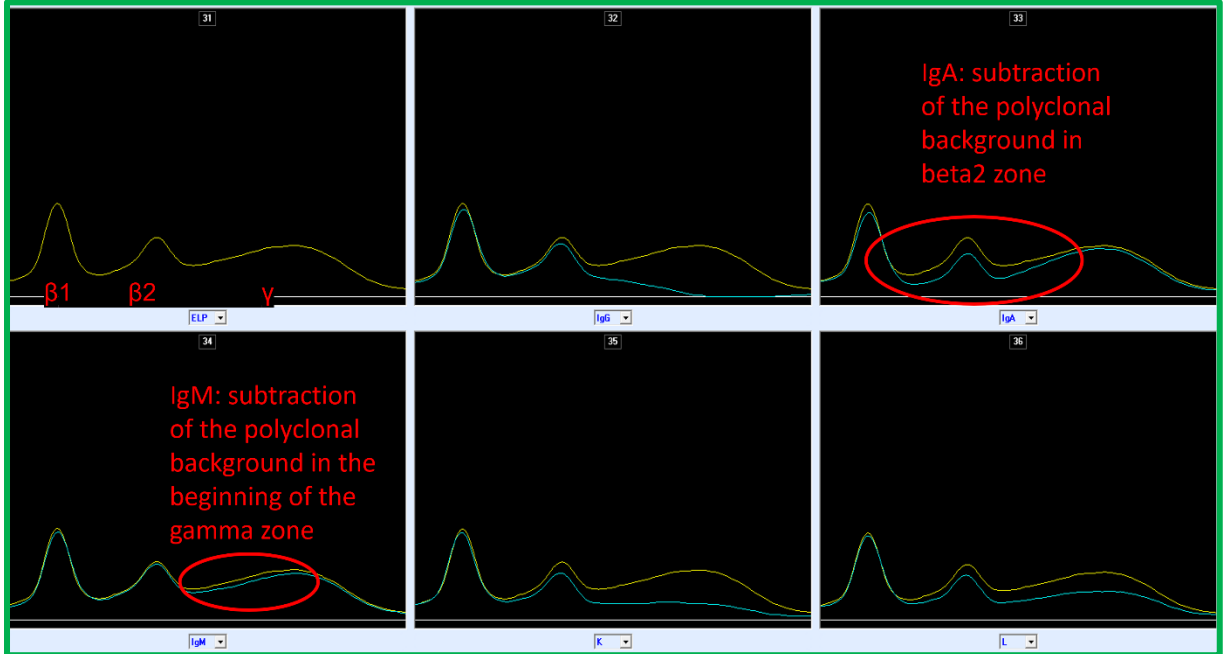 31
32
33
IgA: subtraction
of the polyclonal
background in
beta2 zone
β1 β2 γ
ELP
IgG
IgA
34
35
36
IgM: subtraction
of the polyclonal
background in the
beginning of the
gamma zone
IgM
K
L